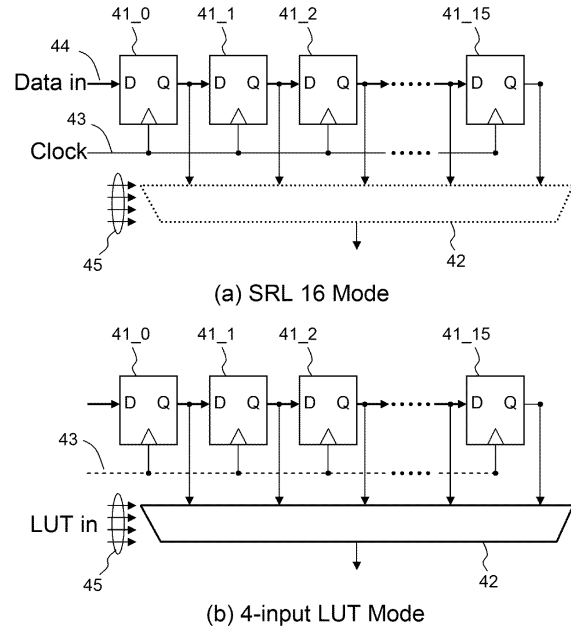 41_0 41_1 41_2 41_15
44
Data in D Q D Q D Q D Q
43
Clock
45
42
(a) SRL 16 Mode
41_0 41_1 41_2 41_15
D Q D Q D Q D Q
43
LUT in
45
42
(b) 4-input LUT Mode